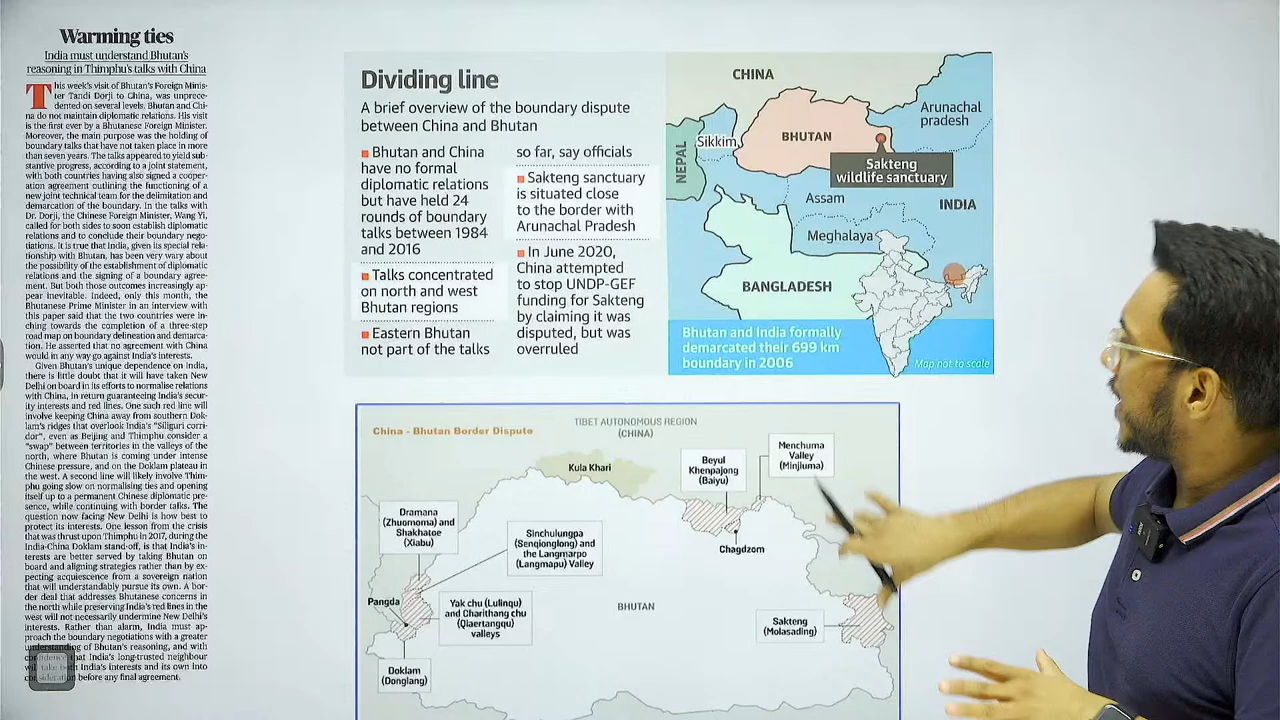 Warming ties
India must understand Bhutan's
reasoning in Thimphu's talks with China
This week's visit of Bhutan's Foreign Minis-
ter Tandi Dorji to China, was unprece-
dented on several levels. Bhutan and Chi-
na do not maintain diplomatic relations. His visit
is the first ever by a Bhutanese Foreign Minister.
Moreover, the main purpose was the holding of
boundary talks that have not taken place in more
than seven years. The talks appeared to yield sub-
stantive progress, according to a joint statement,
with both countries having also signed a cooper-
ation agreement outlining the functioning of a
new joint technical team for the delimitation and
demarcation of the boundary. In the talks with
Dr. Dorji, the Chinese Foreign Minister, Wang Yi,
called for both sides to soon establish diplomatic
relations and to conclude their boundary nego-
tiations. It is true that India, given its special rela-
tionship with Bhutan, has been very wary about
the possibility of the establishment of diplomatic
relations and the signing of a boundary agree-
ment. But both those outcomes increasingly ap-
pear inevitable. Indeed, only this month, the
Bhutanese Prime Minister in an interview with
this paper said that the two countries were in-
ching towards the completion of a three-step
road map on boundary delineation and demarca-
tion. He asserted that no agreement with China
would in any way go against India's interests.
Given Bhutan's unique dependence on India,
there is little doubt that it will have taken New
Delhi on board in its efforts to normalise relations
with China, in return guaranteeing India's secur-
ity interests and red lines. One such red line will
involve keeping China away from southern Dok-
lam's ridges that overlook India's "Siliguri corri-
dor", even as Beijing and Thimphu consider a
"swap" between territories in the valleys of the
north, where Bhutan is coming under intense
Chinese pressure, and on the Doklam plateau in
the west. A second line will likely involve Thim-
phu going slow on normalising ties and opening
itself up to a permanent Chinese diplomatic pre-
sence, while continuing with border talks. The
question now facing New Delhi is how best to
protect its interests. One lesson from the crisis
that was thrust upon Thimphu in 2017, during the
India-China Doklam stand-off, is that India's in-
terests are better served by taking Bhutan on
board and aligning strategies rather than by ex-
pecting acquiescence from a sovereign nation
that will understandably pursue its own. A bor-
der deal that addresses Bhutanese concerns in
the north while preserving India's red lines in the
west will not necessarily undermine New Delhi's
interests. Rather than alarm, India must ap-
proach the boundary negotiations with a greater
understanding of Bhutan's reasoning, and with
confidence that India's long-trusted neighbour
will take both India's interests and its own into
consideration before any final agreement.
Dividing line
A brief overview of the boundary dispute
between China and Bhutan
Bhutan and China
have no formal
diplomatic relations
but have held 24
rounds of boundary
talks between 1984
and 2016
Talks concentrated
on north and west
Bhutan regions
Eastern Bhutan
not part of the talks
so far, say officials
Sakteng sanctuary
is situated close
to the border with
Arunachal Pradesh
In June 2020,
China attempted
to stop UNDP-GEF
funding for Sakteng
by claiming it was
disputed, but was
overruled
CHINA
Arunachal
pradesh
BHUTAN
Sikkim
NEPAL
Sakteng
wildlife sanctuary
Assam
INDIA
Meghalaya
BANGLADESH
Bhutan and India formally
demarcated their 699 km
boundary in 2006
Map not to scale
China - Bhutan Border Dispute
TIBET AUTONOMOUS REGION
(CHINA)
Kula Khari
Beyul
Khenpajong
(Baiyu)
Menchuma
Valley
(Minjiuma)
Dramana
(Zhuomoma) and
Shakhatoe
(Xiabu)
Sinchulungpa
(Senqionglong) and
the Langmarpo
(Langmapu) Valley
Chagdzom
Pangda
Yak chu (Lulinqu)
and Charithang chu
(Qiaertangqu)
valleys
BHUTAN
Sakteng
(Molasading)
Doklam
(Donglang)